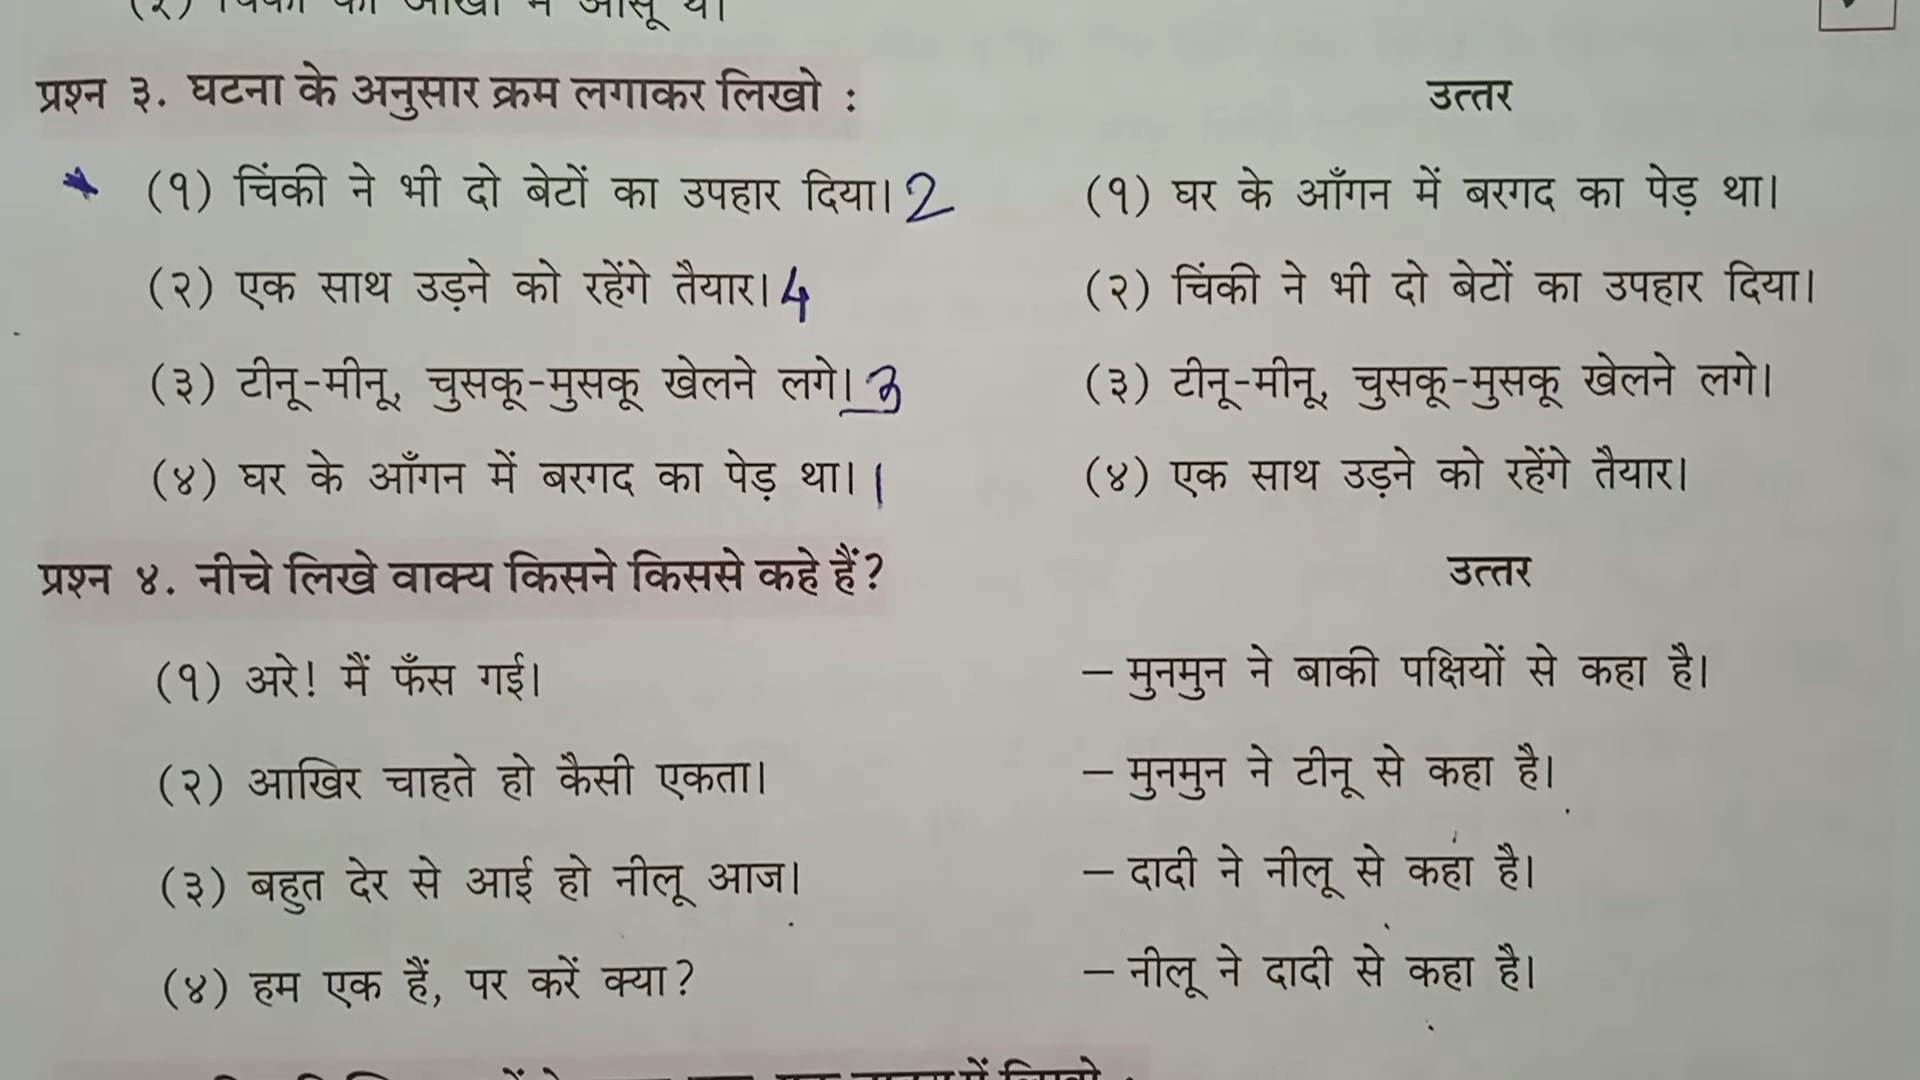 प्रश्न ३. घटना के अनुसार क्रम लगाकर लिखो : उत्तर
(१) चिंकी ने भी दो बेटों का उपहार दिया। 2 (१) घर के आँगन में बरगद का पेड़ था।
(२) एक साथ उड़ने को रहेंगे तैयार। 4 (२) चिंकी ने भी दो बेटों का उपहार दिया।
(३) टीनू-मीनू, चुसकू-मुसकू खेलने लगे। 3 (३) टीनू-मीनू, चुसकू-मुसकू खेलने लगे।
(४) घर के आँगन में बरगद का पेड़ था। 1 (४) एक साथ उड़ने को रहेंगे तैयार।
प्रश्न ४. नीचे लिखे वाक्य किसने किससे कहे हैं? उत्तर
(१) अरे! मैं फँस गई। – मुनमुन ने बाकी पक्षियों से कहा है।
(२) आखिर चाहते हो कैसी एकता। – मुनमुन ने टीनू से कहा है।
(३) बहुत देर से आई हो नीलू आज। – दादी ने नीलू से कहा है।
(४) हम एक हैं, पर करें क्या? – नीलू ने दादी से कहा है।